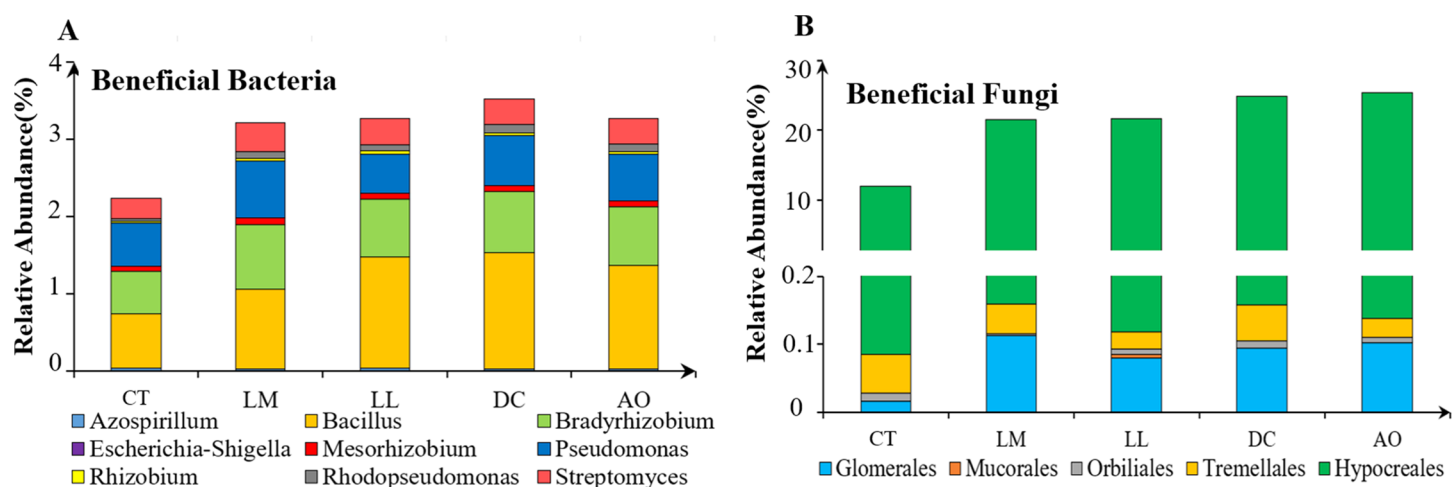 A
Beneficial Bacteria
Relative Abundance(%)
4
3
2
1
0
CT LM LL DC AO
Azospirillum Bacillus Bradyrhizobium
Escherichia-Shigella Mesorhizobium Pseudomonas
Rhizobium Rhodopseudomonas Streptomyces
B
Beneficial Fungi
Relative Abundance(%)
30
20
10
0.2
0.1
0
CT LM LL DC AO
Glomerales Mucorales Orbiliales Tremellales Hypocreales